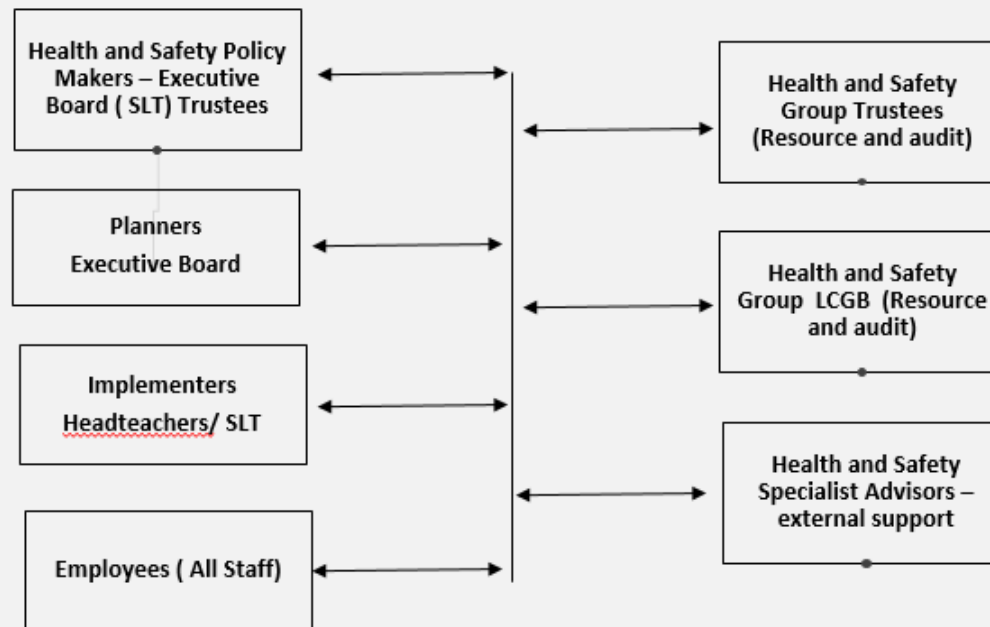 Health and Safety Policy
Makers – Executive
Board ( SLT) Trustees
Planners
Executive Board
Implementers
Headteachers/ SLT
Employees ( All Staff)
Health and Safety
Group Trustees
(Resource and audit)
Health and Safety
Group LCGB (Resource
and audit)
Health and Safety
Specialist Advisors –
external support